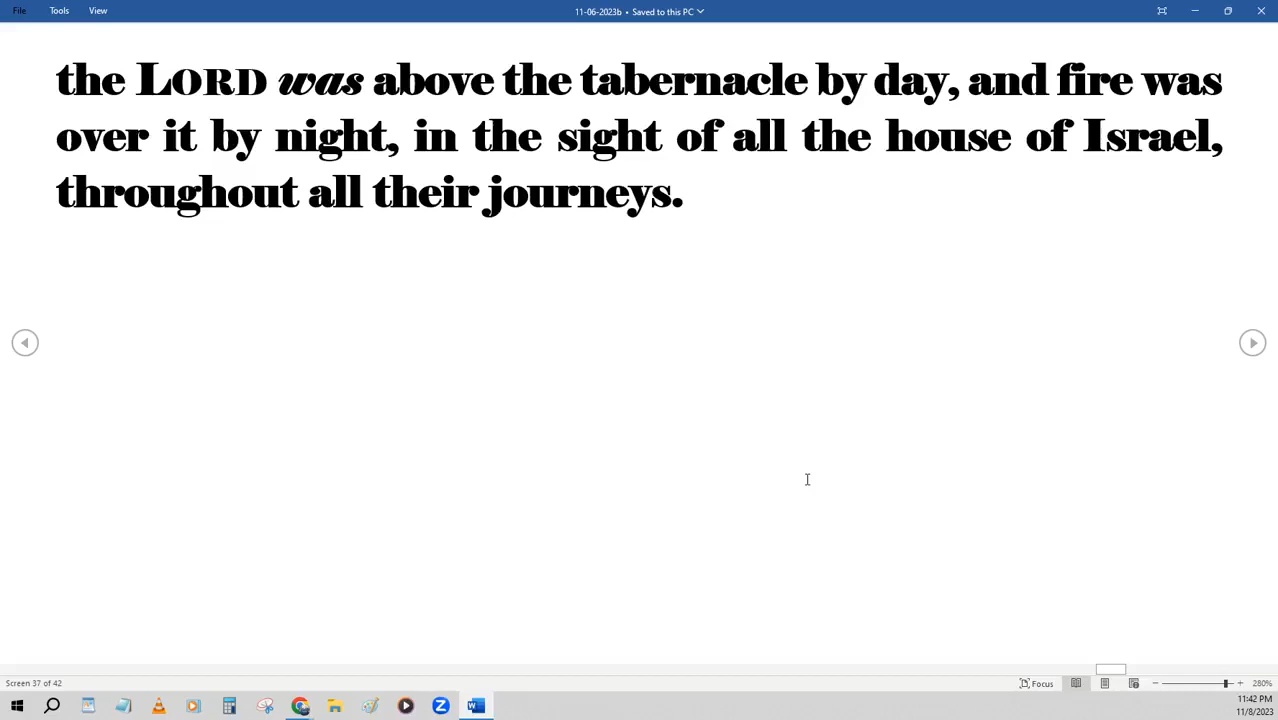 File Tools View 11-06-2023b • Saved to this PC
the LORD was above the tabernacle by day, and fire was
over it by night, in the sight of all the house of Israel,
throughout all their journeys.
Screen 37 of 42 Focus 280%
11:42 PM
11/8/2023